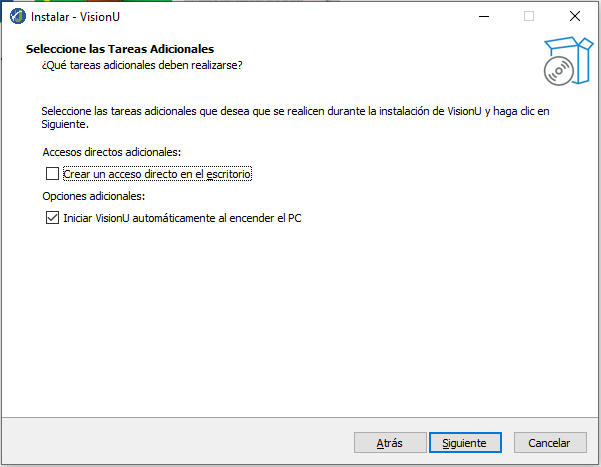 Instalar - VisionU
Seleccione las Tareas Adicionales
¿Qué tareas adicionales deben realizarse?
Seleccione las tareas adicionales que desea que se realicen durante la instalación de VisionU y haga clic en
Siguiente.
Accesos directos adicionales:
Crear un acceso directo en el escritorio
Opciones adicionales:
Iniciar VisionU automáticamente al encender el PC
Atrás
Siguiente
Cancelar